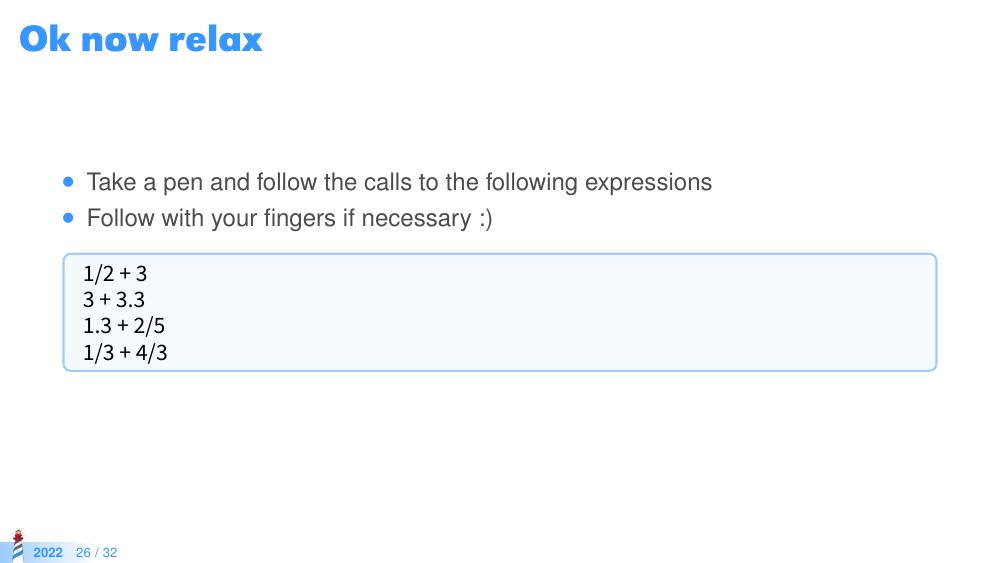 Ok now relax
Take a pen and follow the calls to the following expressions
Follow with your fingers if necessary :)
1/2 + 3
3 + 3.3
1.3 + 2/5
1/3 + 4/3
2022 26 / 32